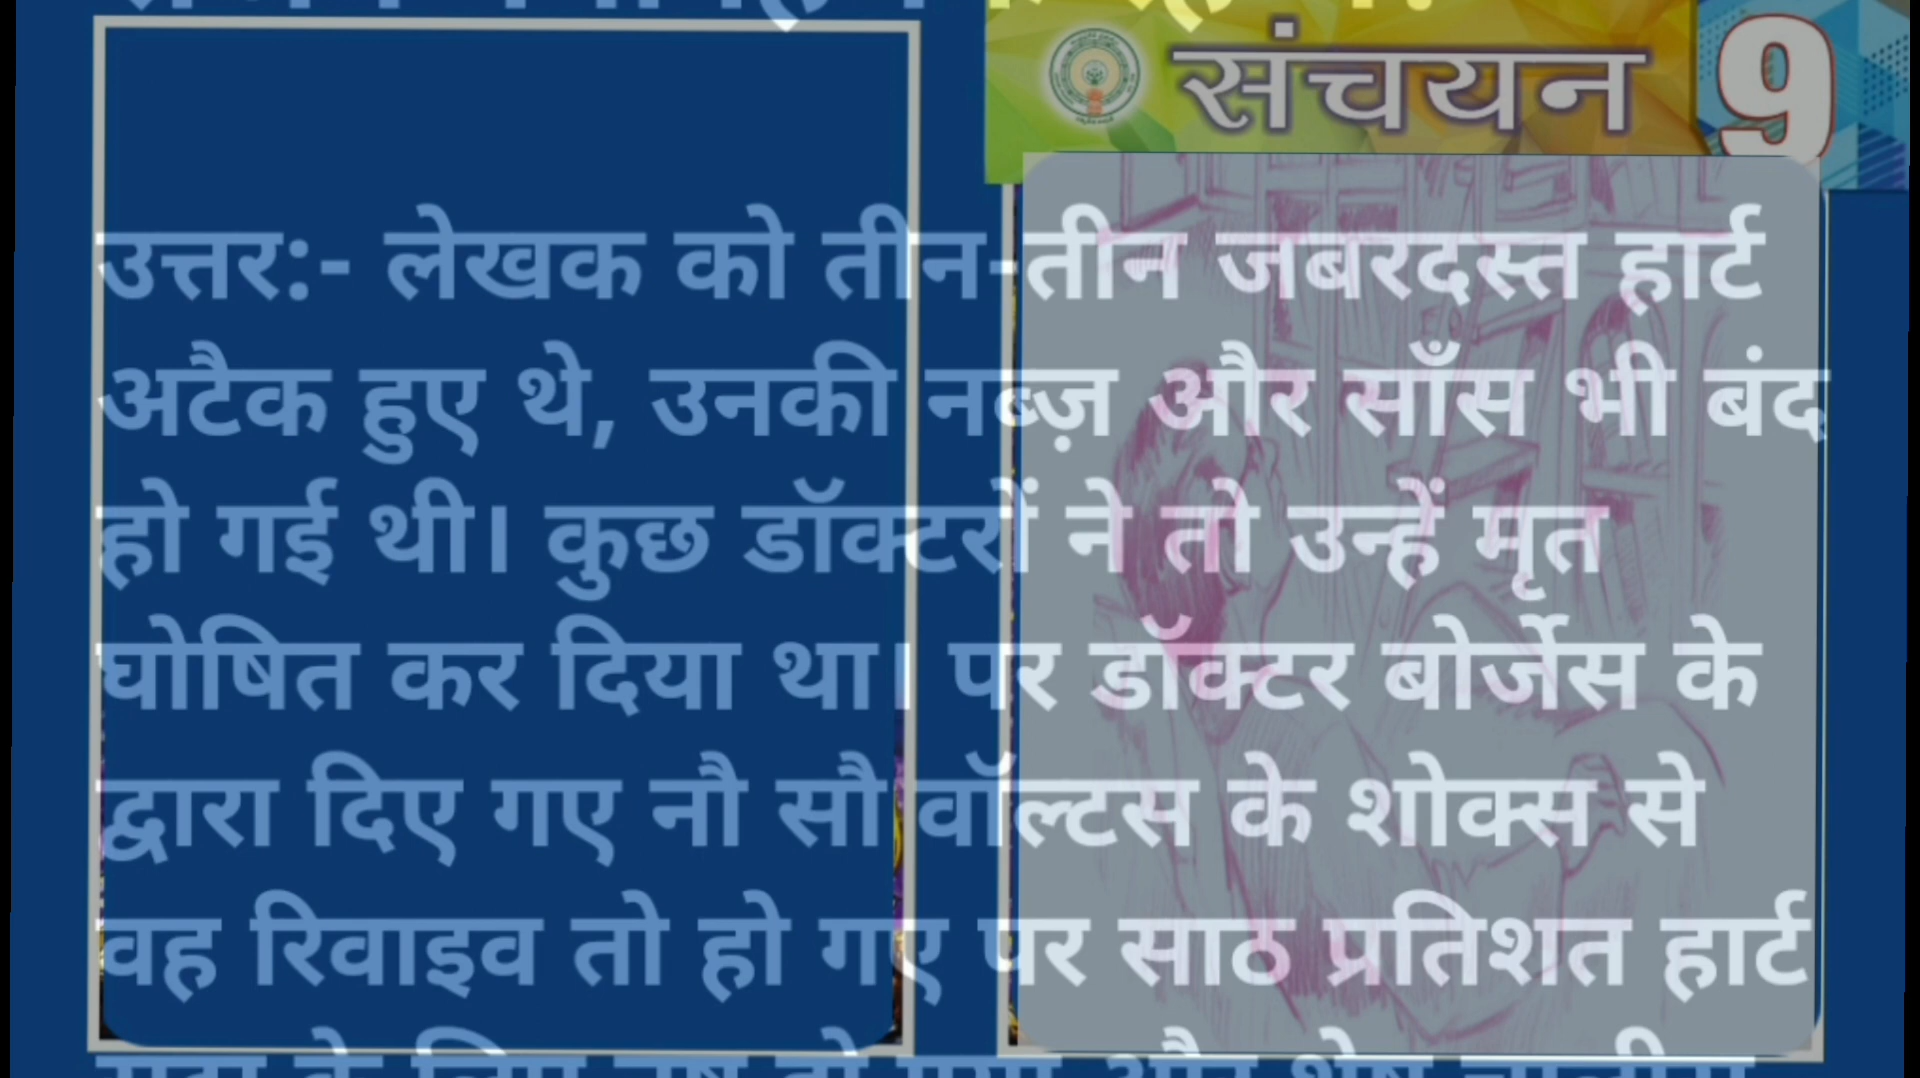 संचयन 9
उत्तर:- लेखक को तीन-तीन जबरदस्त हार्ट
अटैक हुए थे, उनकी नब्ज़ और साँस भी बंद
हो गई थी। कुछ डॉक्टरों ने तो उन्हें मृत
घोषित कर दिया था। पर डॉक्टर बोर्जेस के
द्वारा दिए गए नौ सौ वॉल्टस के शोक्स से
वह रिवाइव तो हो गए पर साठ प्रतिशत हार्ट